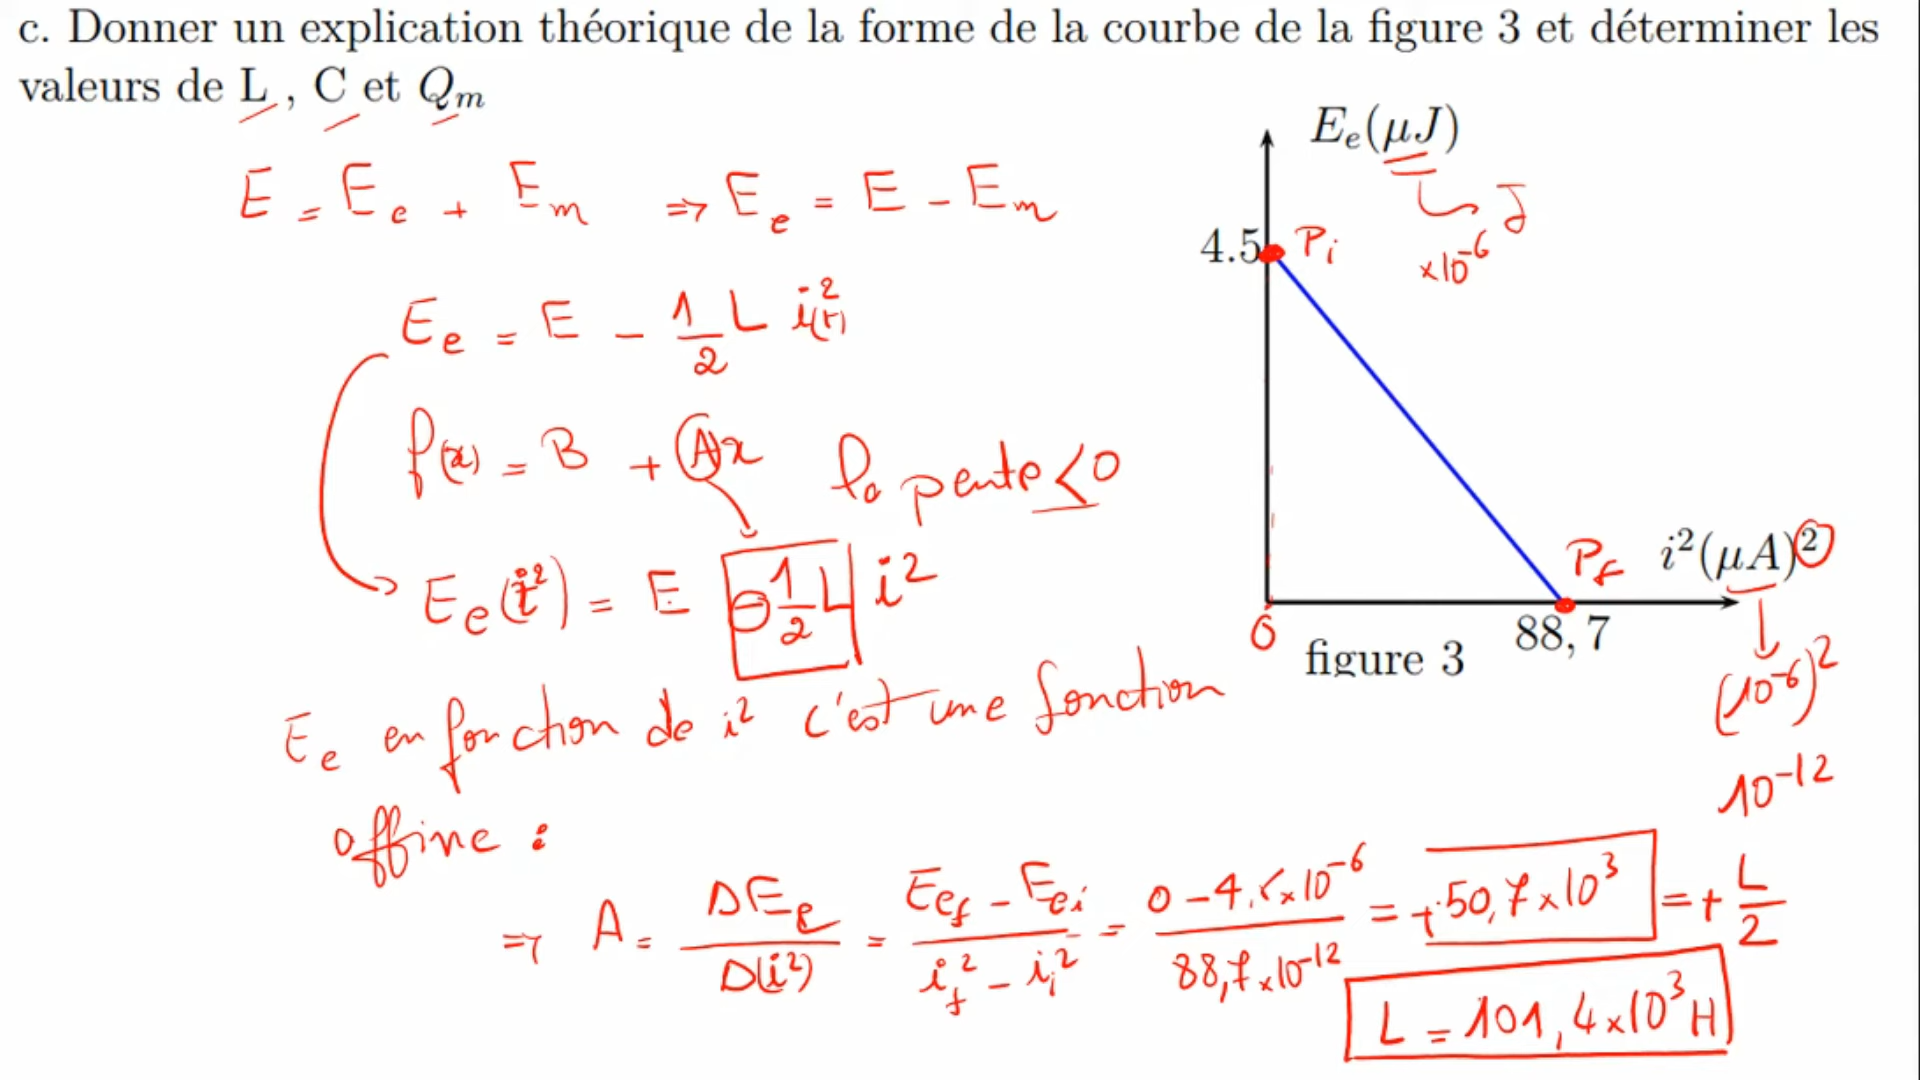 c. Donner un explication théorique de la forme de la courbe de la figure 3 et déterminer les
valeurs de L , C et Qₘ
E = Eₑ + Eₘ ⇒ Eₑ = E − Eₘ
Eₑ = E − 1/2 L i²(t)
f(x) = B + Ax la pente < 0
Eₑ(i²) = E − 1/2 L i²
Eₑ en fonction de i² c'est une fonction
affine :
⇒ A = ΔEₑ / Δ(i²) = (Eef − Eei) / (if² − ii²) = (0 − 4,5×10⁻⁶) / (88,7×10⁻¹²) = +50,7×10³ = + L/2
L = 101,4×10³ H
Eₑ(μJ)
J
×10⁻⁶
4.5
Pi
Pf
i²(μA)²
0
88,7
figure 3
(10⁻⁶)²
10⁻¹²